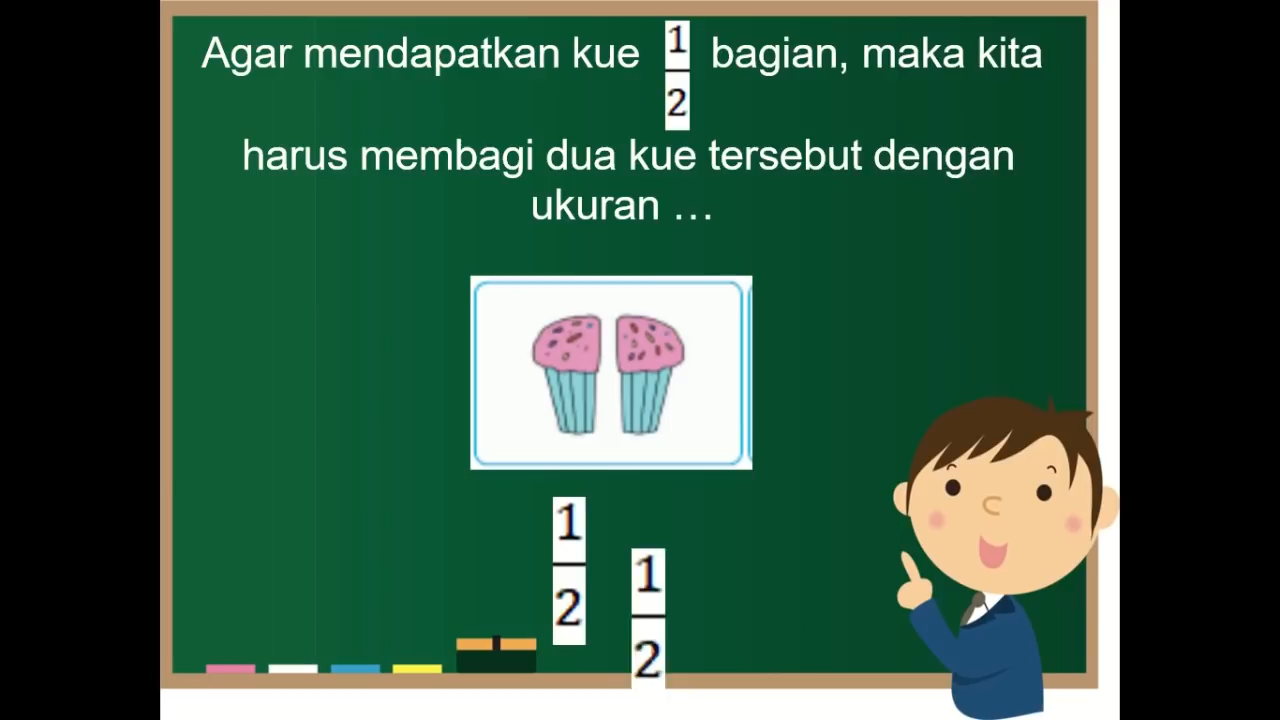 Agar mendapatkan kue 1/2 bagian, maka kita
harus membagi dua kue tersebut dengan
ukuran …
1/2
1/2